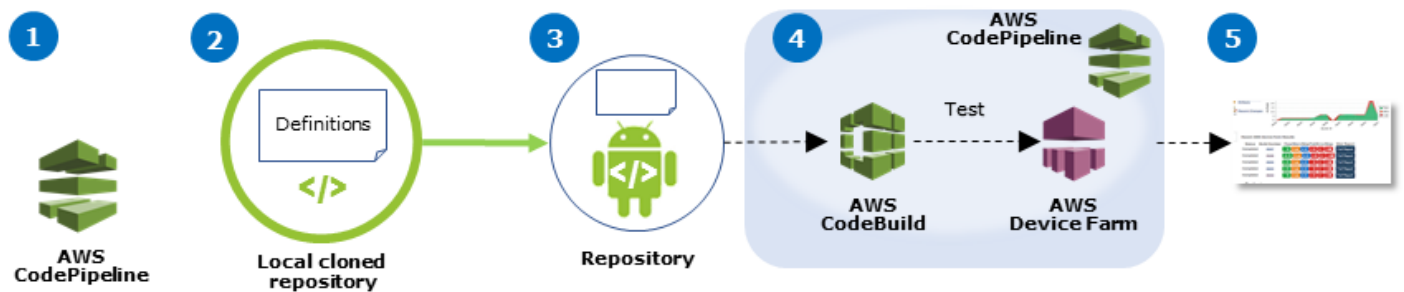 1
2
3
4
5
AWS
CodePipeline
Definitions
</>
Local cloned
repository
</>
Repository
AWS
CodePipeline
Test
AWS
CodeBuild
AWS
Device Farm